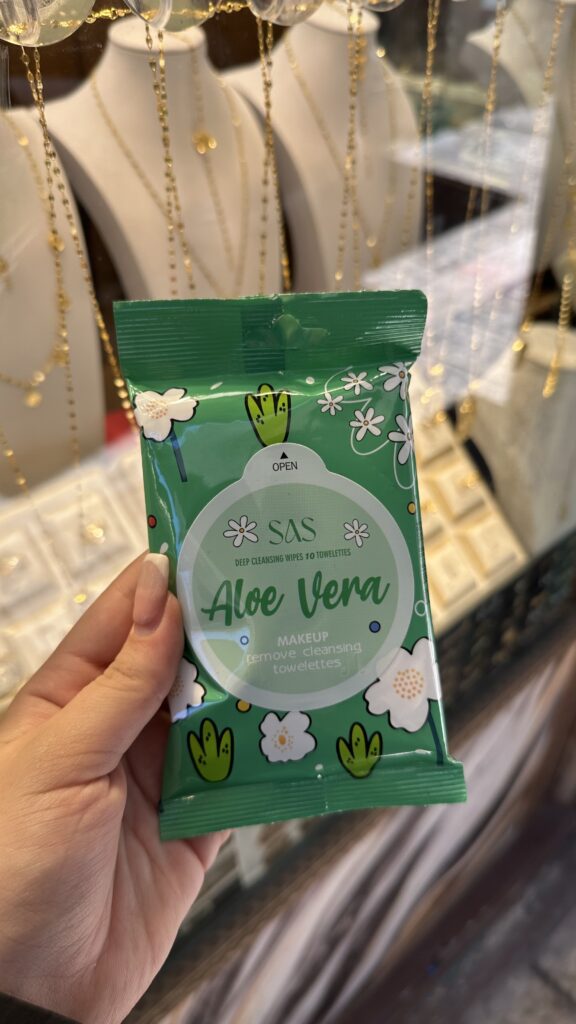 OPEN
SAS
DEEP CLEANSING WIPES 10 TOWELETTES
Aloe Vera
MAKEUP
remove cleansing
towelettes